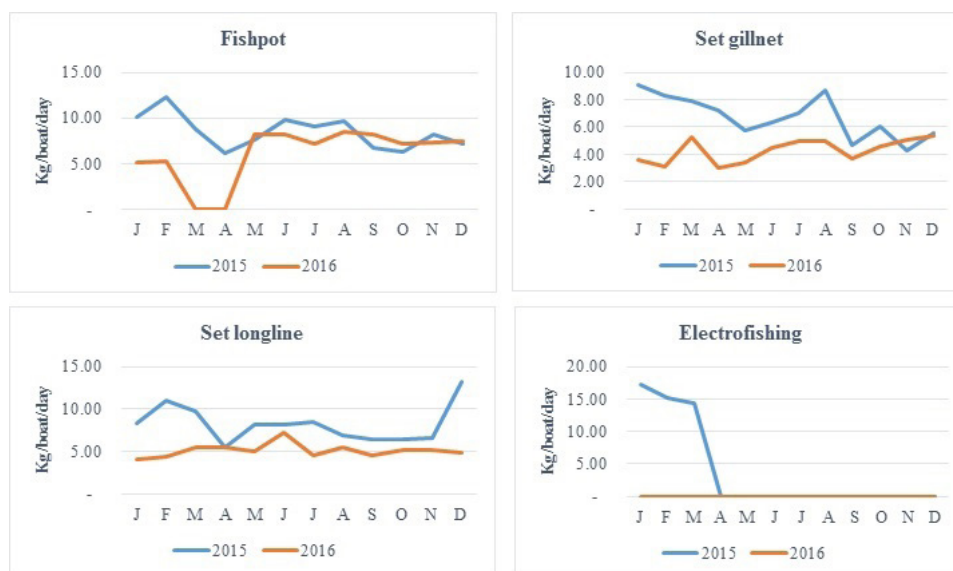 Fishpot
Kg/boat/day
15.00
10.00
5.00
-
J F M A M J J A S O N D
2015 2016
Set gillnet
Kg/boat/day
10.00
8.00
6.00
4.00
2.00
-
J F M A M J J A S O N D
2015 2016
Set longline
Kg/boat/day
15.00
10.00
5.00
-
J F M A M J J A S O N D
2015 2016
Electrofishing
Kg/boat/day
20.00
15.00
10.00
5.00
-
J F M A M J J A S O N D
2015 2016